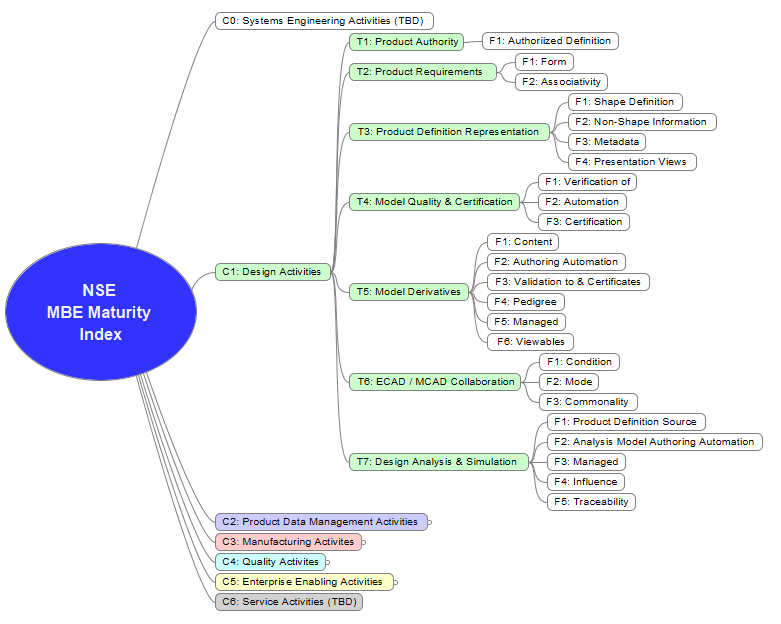 C0: Systems Engineering Activities (TBD)
T1: Product Authority
F1: Authoriized Definition
T2: Product Requirements
F1: Form
F2: Associativity
T3: Product Definition Representation
F1: Shape Definition
F2: Non-Shape Information
F3: Metadata
F4: Presentation Views
T4: Model Quality & Certification
F1: Verification of
F2: Automation
F3: Certification
NSE
MBE Maturity
Index
C1: Design Activities
T5: Model Derivatives
F1: Content
F2: Authoring Automation
F3: Validation to & Certificates
F4: Pedigree
F5: Managed
F6: Viewables
T6: ECAD / MCAD Collaboration
F1: Condition
F2: Mode
F3: Commonality
T7: Design Analysis & Simulation
F1: Product Definition Source
F2: Analysis Model Authoring Automation
F3: Managed
F4: Influence
F5: Traceability
C2: Product Data Management Activities
C3: Manufacturing Activites
C4: Quality Activites
C5: Enterprise Enabling Activities
C6: Service Activities (TBD)